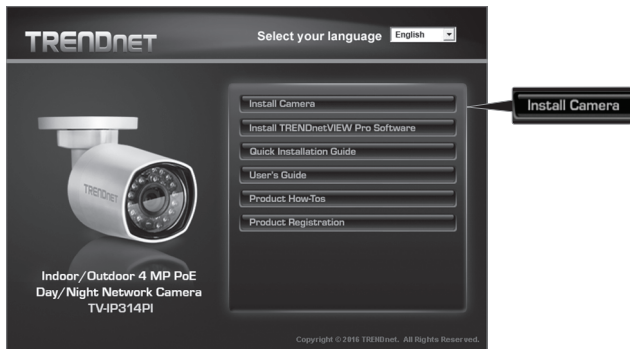 TRENDnet
Select your language English
Install Camera
Install TRENDnetVIEW Pro Software
Quick Installation Guide
User's Guide
Product How-Tos
Product Registration
Install Camera
TRENDnet
Indoor/Outdoor 4 MP PoE
Day/Night Network Camera
TV-IP314PI
Copyright © 2016 TRENDnet. All Rights Reserved.